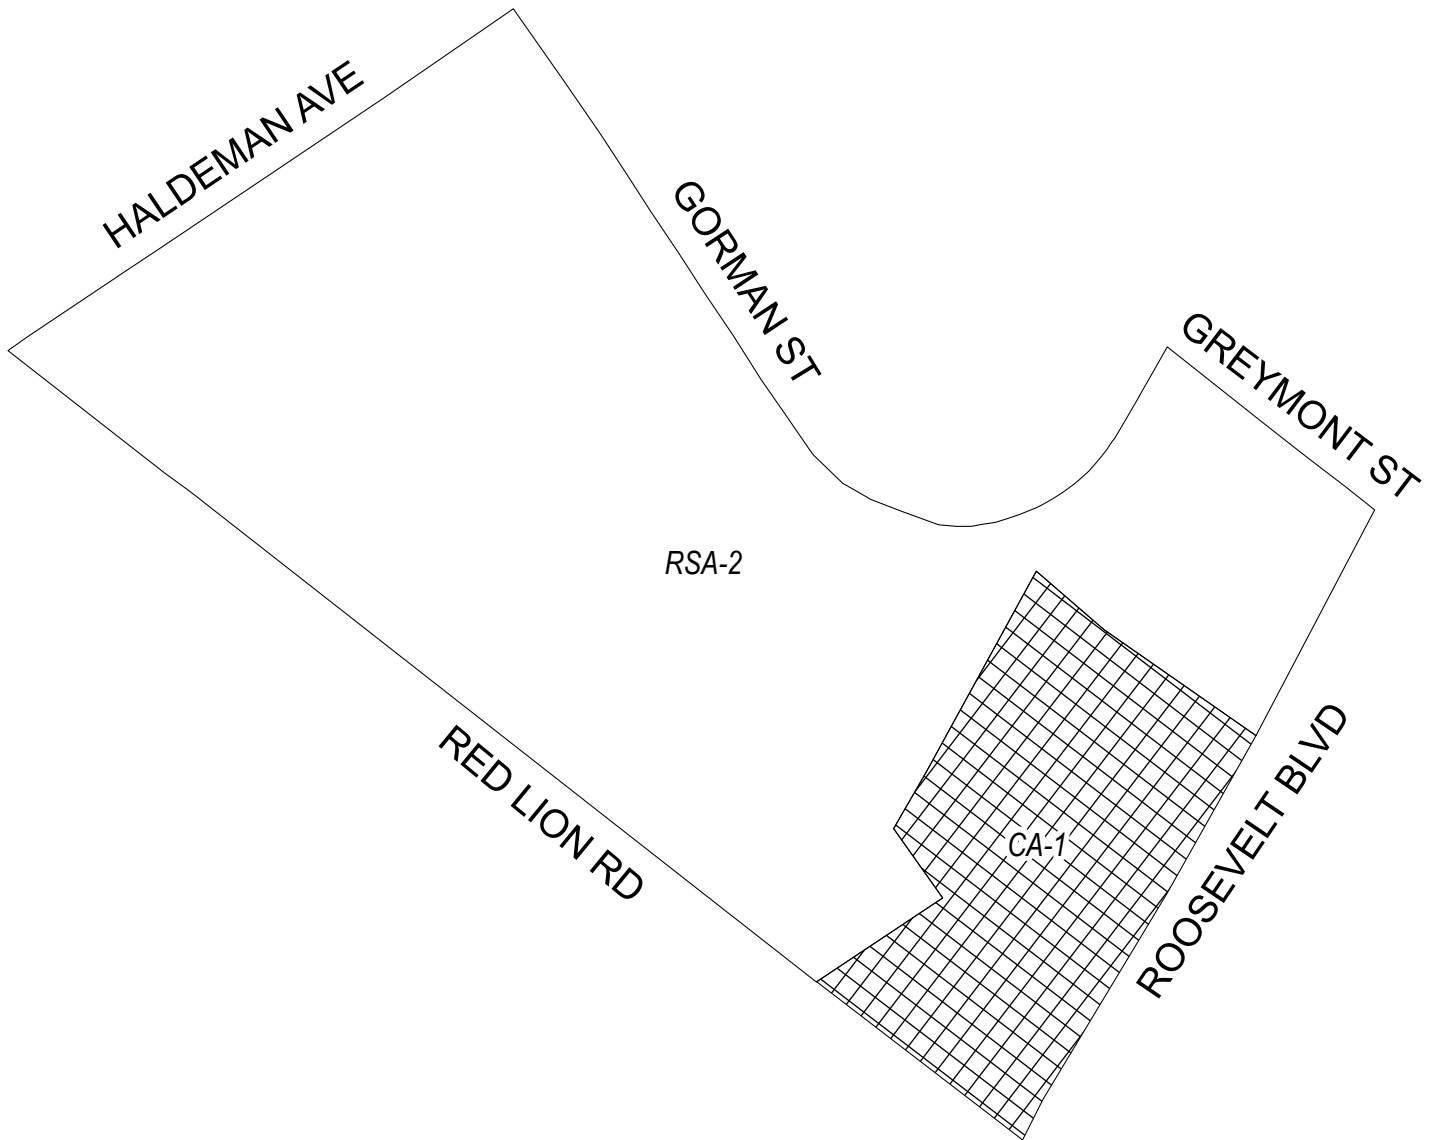 HALDEMAN AVE
GORMAN ST
GREYMONT ST
RSA-2
RED LION RD
CA-1
ROOSEVELT BLVD